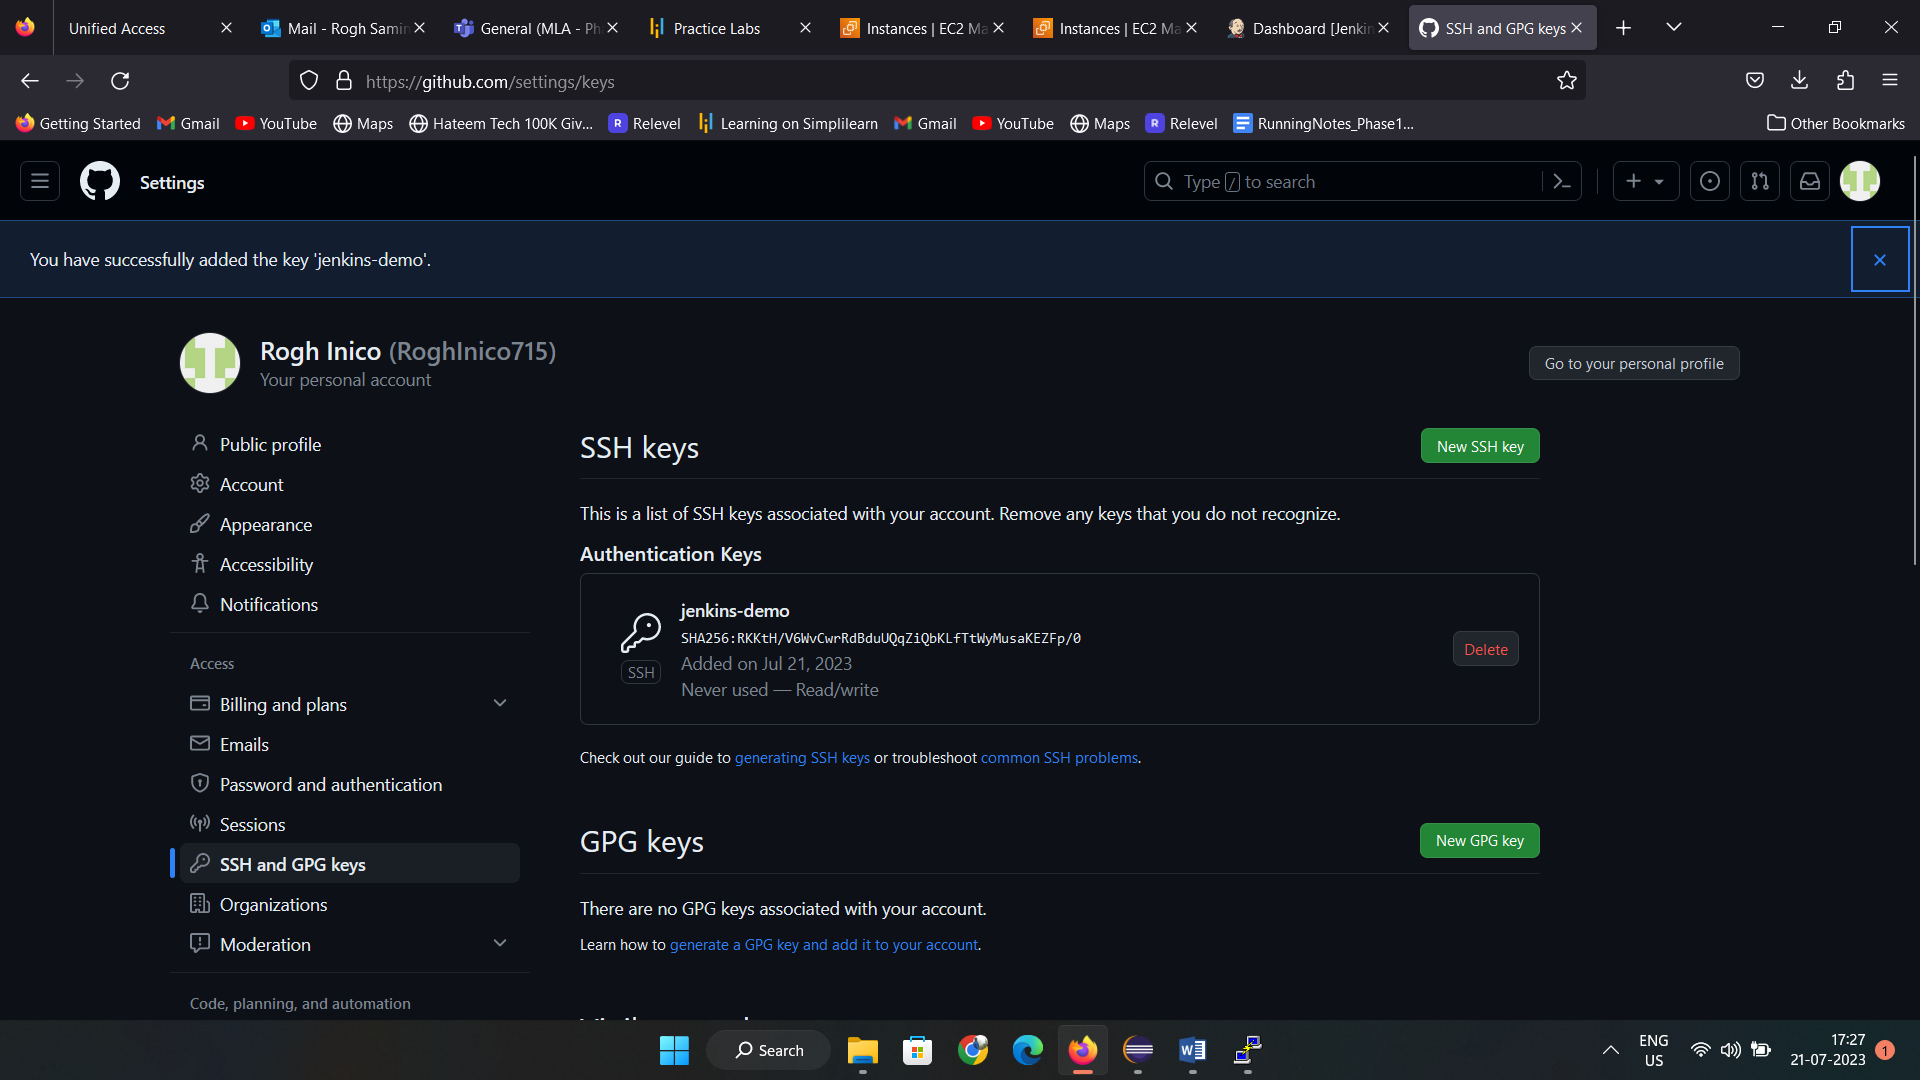 Unified Access
Mail - Rogh Samin
General (MLA - Ph
Practice Labs
Instances | EC2 Ma
Instances | EC2 Ma
Dashboard [Jenkin
SSH and GPG keys
https://github.com/settings/keys
Getting Started
Gmail
YouTube
Maps
Hateem Tech 100K Giv...
Relevel
Learning on Simplilearn
Gmail
YouTube
Maps
Relevel
RunningNotes_Phase1...
Other Bookmarks
Settings
Type / to search
You have successfully added the key 'jenkins-demo'.
Rogh Inico (RoghInico715)
Your personal account
Go to your personal profile
Public profile
Account
Appearance
Accessibility
Notifications
Access
Billing and plans
Emails
Password and authentication
Sessions
SSH and GPG keys
Organizations
Moderation
Code, planning, and automation
SSH keys
New SSH key
This is a list of SSH keys associated with your account. Remove any keys that you do not recognize.
Authentication Keys
jenkins-demo
SHA256:RKKtH/V6WvCwrRdBduUQqZiQbKLfTtWyMusaKEZFp/0
Added on Jul 21, 2023
Never used — Read/write
SSH
Delete
Check out our guide to generating SSH keys or troubleshoot common SSH problems.
GPG keys
New GPG key
There are no GPG keys associated with your account.
Learn how to generate a GPG key and add it to your account.
Search
ENG
US
17:27
21-07-2023
1